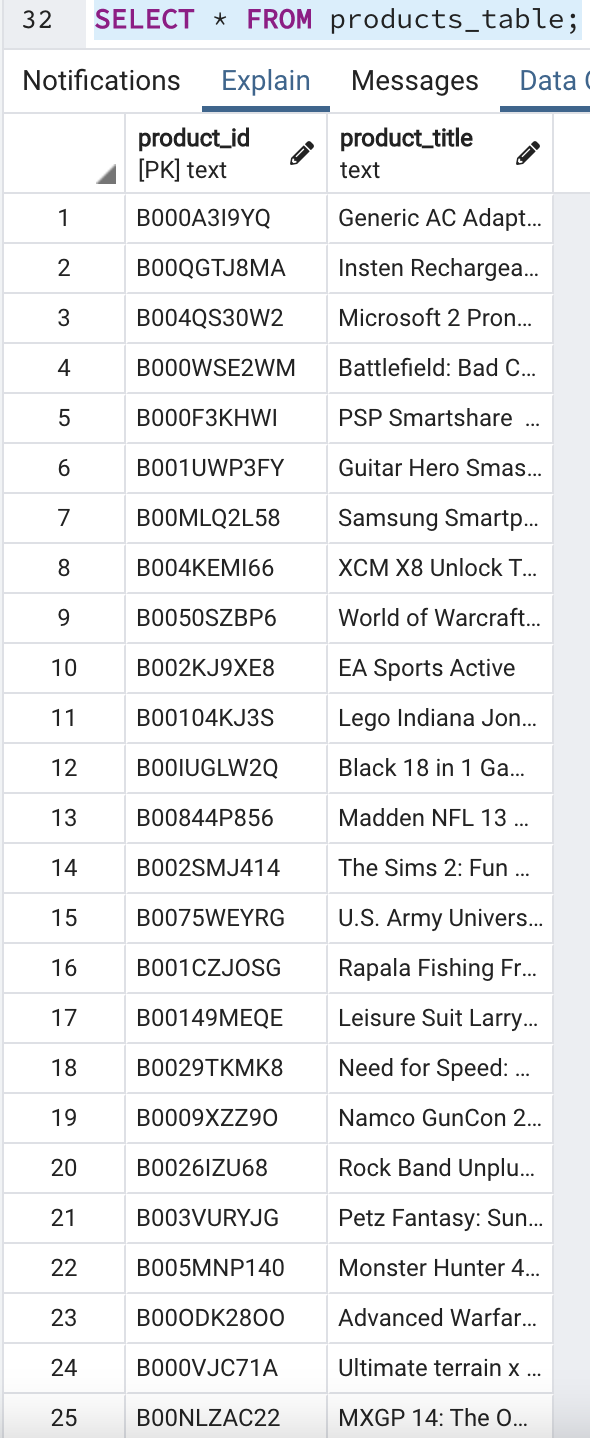 32 SELECT * FROM products_table;
Notifications Explain Messages Data
product_id product_title
[PK] text text
1 B000A3I9YQ Generic AC Adapt...
2 B00QGTJ8MA Insten Rechargea...
3 B004QS30W2 Microsoft 2 Pron...
4 B000WSE2WM Battlefield: Bad C...
5 B000F3KHWI PSP Smartshare ...
6 B001UWP3FY Guitar Hero Smas...
7 B00MLQ2L58 Samsung Smartp...
8 B004KEMI66 XCM X8 Unlock T...
9 B0050SZBP6 World of Warcraft...
10 B002KJ9XE8 EA Sports Active
11 B00104KJ3S Lego Indiana Jon...
12 B00IUGLW2Q Black 18 in 1 Ga...
13 B00844P856 Madden NFL 13 ...
14 B002SMJ414 The Sims 2: Fun ...
15 B0075WEYRG U.S. Army Univers...
16 B001CZJOSG Rapala Fishing Fr...
17 B00149MEQE Leisure Suit Larry...
18 B0029TKMK8 Need for Speed: ...
19 B0009XZZ9O Namco GunCon 2...
20 B0026IZU68 Rock Band Unplu...
21 B003VURYJG Petz Fantasy: Sun...
22 B005MNP140 Monster Hunter 4...
23 B00ODK28OO Advanced Warfar...
24 B000VJC71A Ultimate terrain x ...
25 B00NLZAC22 MXGP 14: The O...